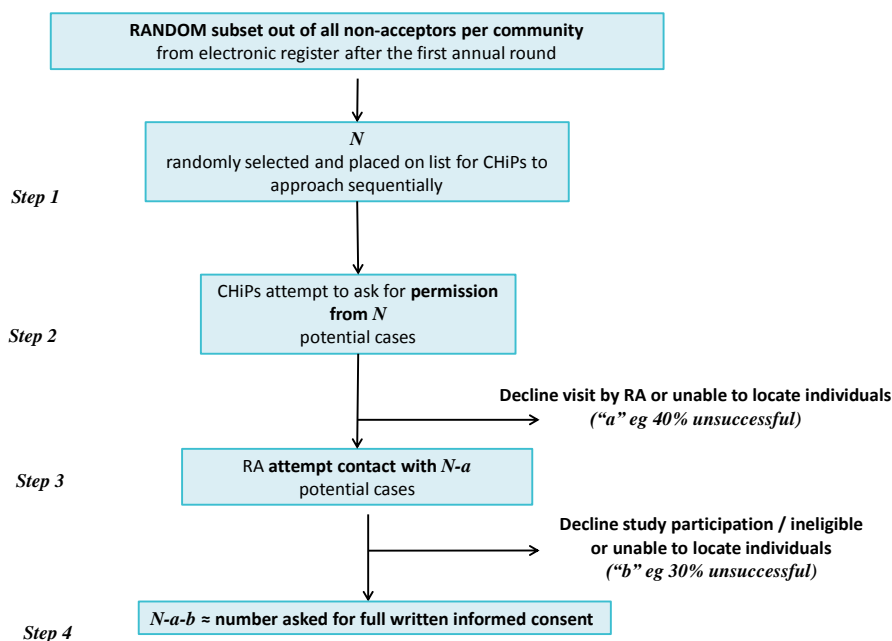 RANDOM subset out of all non-acceptors per community
from electronic register after the first annual round
N
randomly selected and placed on list for CHiPs to
approach sequentially
Step 1
CHiPs attempt to ask for permission
from N
potential cases
Step 2
Decline visit by RA or unable to locate individuals
(“a” eg 40% unsuccessful)
RA attempt contact with N-a
potential cases
Step 3
Decline study participation / ineligible
or unable to locate individuals
(“b” eg 30% unsuccessful)
N-a-b ≈ number asked for full written informed consent
Step 4